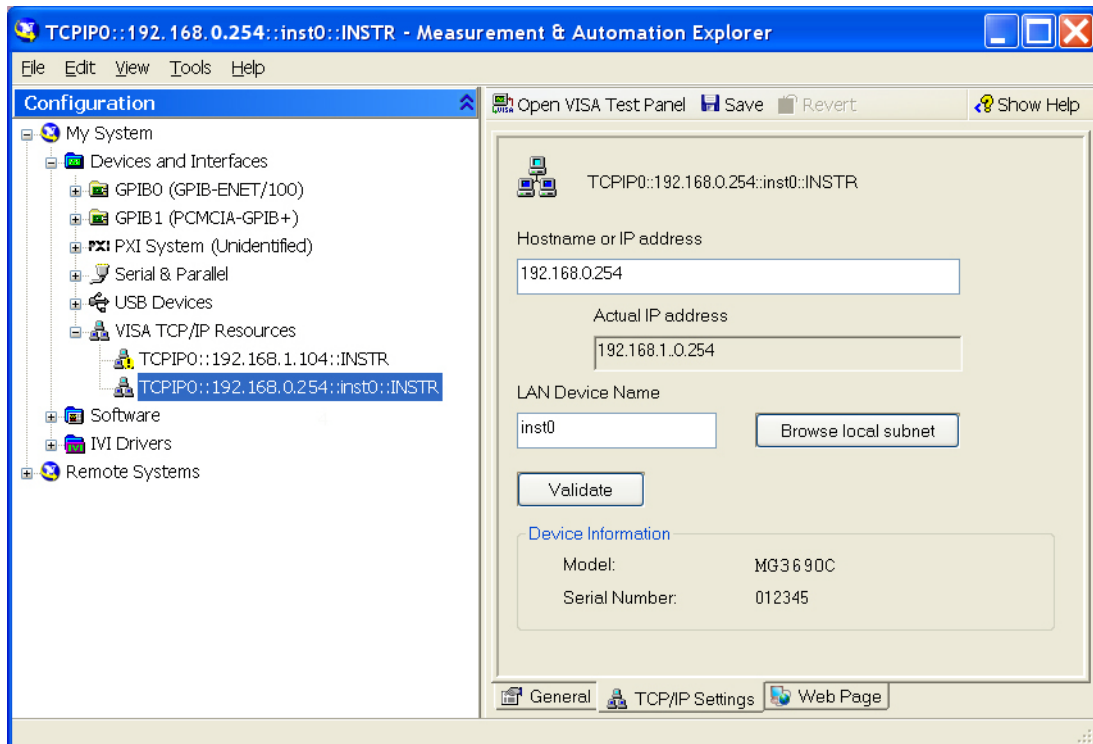 TCPIP0::192.168.0.254::inst0::INSTR - Measurement & Automation Explorer
File Edit View Tools Help
Configuration
My System
Devices and Interfaces
GPIB0 (GPIB-ENET/100)
GPIB1 (PCMCIA-GPIB+)
PXI PXI System (Unidentified)
Serial & Parallel
USB Devices
VISA TCP/IP Resources
TCPIP0::192.168.1.104::INSTR
TCPIP0::192.168.0.254::inst0::INSTR
Software
IVI Drivers
Remote Systems
VISA Open VISA Test Panel Save Revert Show Help
TCPIP0::192.168.0.254::inst0::INSTR
Hostname or IP address
192.168.0.254
Actual IP address
192.168.1..0.254
LAN Device Name
inst0 Browse local subnet
Validate
Device Information
Model: MG3690C
Serial Number: 012345
General TCP/IP Settings Web Page